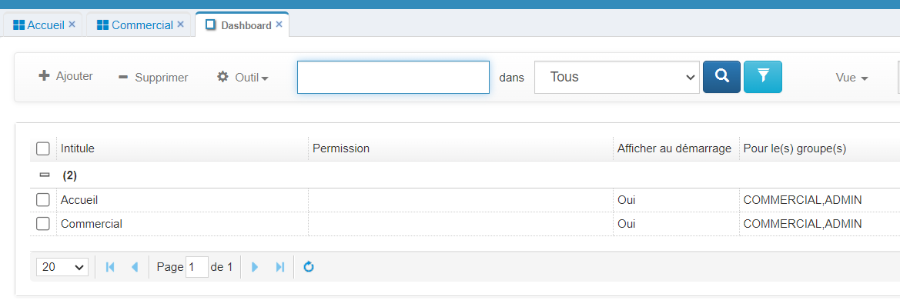 Accueil × Commercial × Dashboard ×
Ajouter Supprimer Outil dans Tous Vue
Intitule Permission Afficher au démarrage Pour le(s) groupe(s)
(2)
Accueil Oui COMMERCIAL,ADMIN
Commercial Oui COMMERCIAL,ADMIN
20 Page 1 de 1